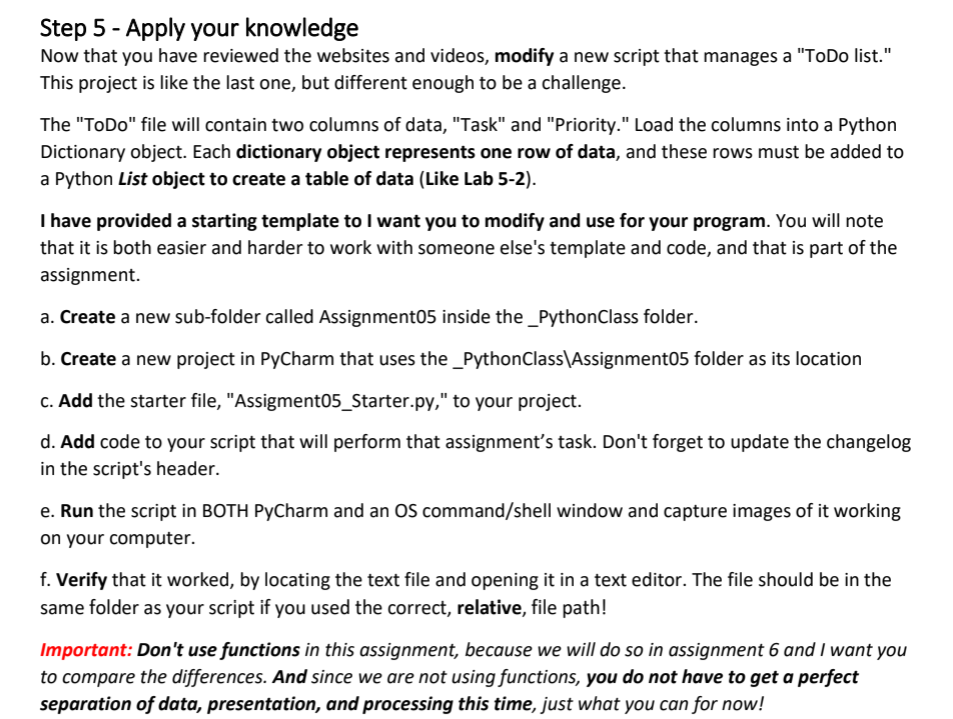 Step 5 - Apply your knowledge
Now that you have reviewed the websites and videos, modify a new script that manages a "ToDo list."
This project is like the last one, but different enough to be a challenge.
The "ToDo" file will contain two columns of data, "Task" and "Priority." Load the columns into a Python
Dictionary object. Each dictionary object represents one row of data, and these rows must be added to
a Python List object to create a table of data (Like Lab 5-2).
I have provided a starting template to I want you to modify and use for your program. You will note
that it is both easier and harder to work with someone else's template and code, and that is part of the
assignment.
a. Create a new sub-folder called Assignment05 inside the _PythonClass folder.
b. Create a new project in PyCharm that uses the _PythonClass\Assignment05 folder as its location
c. Add the starter file, "Assigment05_Starter.py," to your project.
d. Add code to your script that will perform that assignment’s task. Don't forget to update the changelog
in the script's header.
e. Run the script in BOTH PyCharm and an OS command/shell window and capture images of it working
on your computer.
f. Verify that it worked, by locating the text file and opening it in a text editor. The file should be in the
same folder as your script if you used the correct, relative, file path!
Important: Don't use functions in this assignment, because we will do so in assignment 6 and I want you
to compare the differences. And since we are not using functions, you do not have to get a perfect
separation of data, presentation, and processing this time, just what you can for now!